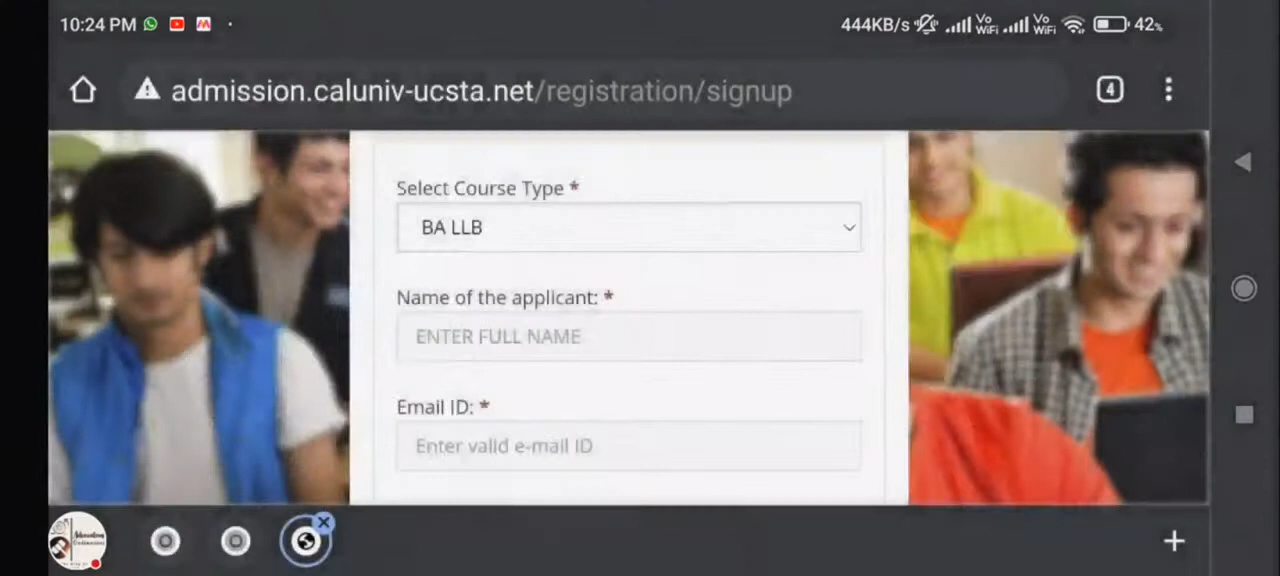 10:24 PM 444KB/s Vo WiFi Vo WiFi 42%
admission.caluniv-ucsta.net/registration/signup 4
Select Course Type *
BA LLB
Name of the applicant: *
ENTER FULL NAME
Email ID: *
Enter valid e-mail ID